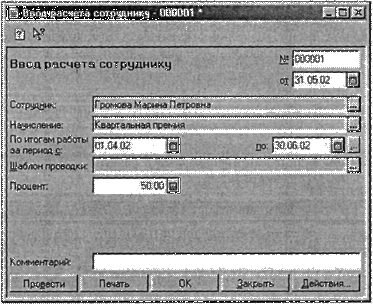 Ввод расчета сотруднику - 000001 *
Ввод расчета сотруднику
№ 000001
от 31.05.02
Сотрудник: Громова Марина Петровна
Начисление: Квартальная премия
По итогам работы
за период с: 01.04.02 по: 30.06.02
Шаблон проводки:
Процент: 50.00
Комментарий:
Провести Печать OK Закрыть Действия...